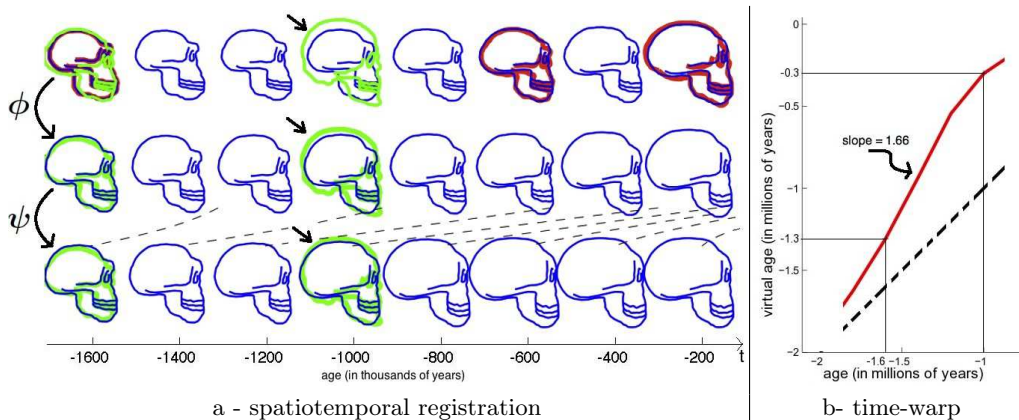 ϕ
ψ
-1600 -1400 -1200 -1000 -800 -600 -400 -200 t
age (in thousands of years)
a - spatiotemporal registration
virtual age (in millions of years)
0
-0.3
-0.5
-1
-1.3
-1.5
-2
slope = 1.66
-2 -1.6 -1.5 -1
age (in millions of years)
b- time-warp